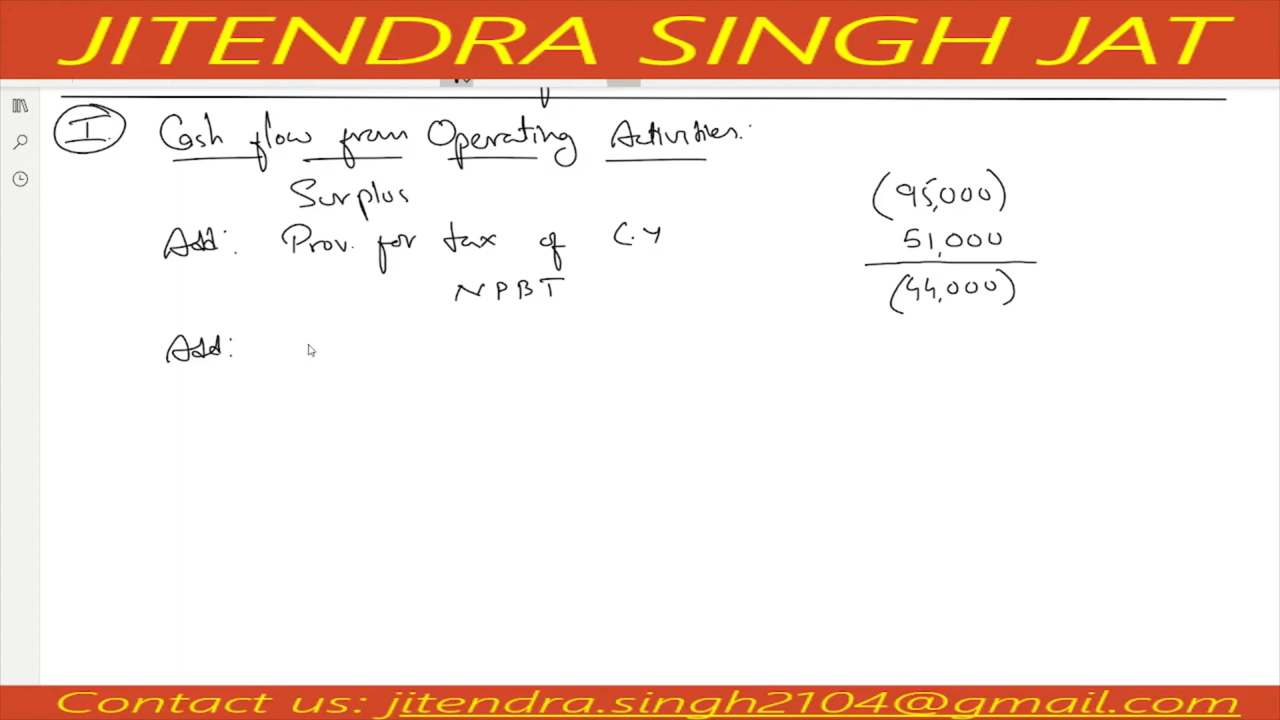 JITENDRA SINGH JAT
I. Cash flow from Operating Activities:
Surplus (95,000)
Add: Prov. for tax of C.Y 51,000
NPBT (44,000)
Add:
Contact us: jitendra.singh2104@gmail.com